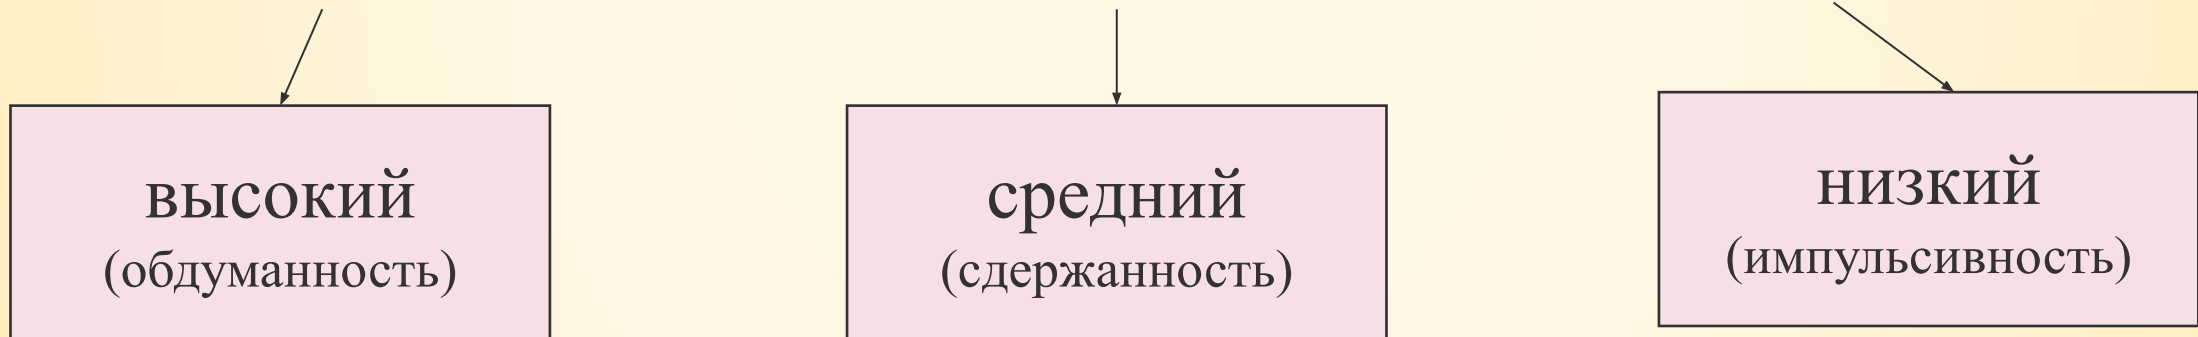 высокий
(обдуманность)
средний
(сдержанность)
низкий
(импульсивность)